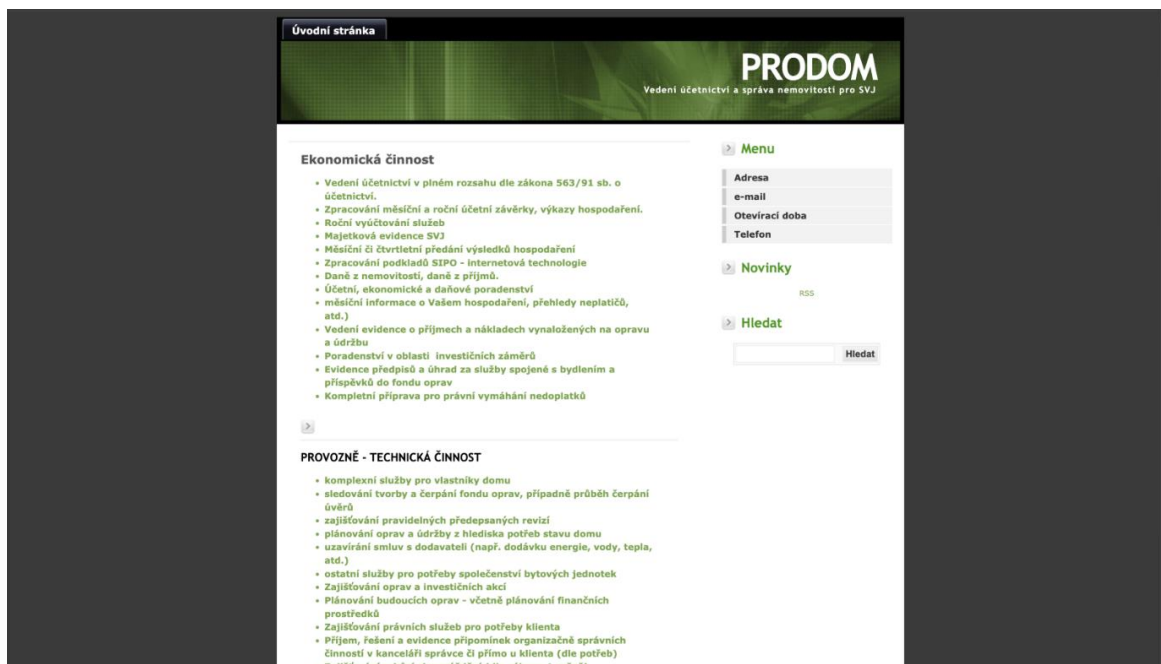 Úvodní stránka
PRODOM
Vedení účetnictví a správa nemovitostí pro SVJ
Ekonomická činnost
• Vedení účetnictví v plném rozsahu dle zákona 563/91 sb. o
účetnictví.
• Zpracování měsíční a roční účetní závěrky, výkazy hospodaření.
• Roční vyúčtování služeb
• Majetková evidence SVJ
• Měsíční či čtvrtletní předání výsledků hospodaření
• Zpracování podkladů SIPO - internetová technologie
• Daně z nemovitostí, daně z příjmů.
• Účetní, ekonomické a daňové poradenství
• měsíční informace o Vašem hospodaření, přehledy neplatičů,
atd.)
• Vedení evidence o příjmech a nákladech vynaložených na opravu
a údržbu
• Poradenství v oblasti investičních záměrů
• Evidence předpisů a úhrad za služby spojené s bydlením a
příspěvků do fondu oprav
• Kompletní příprava pro právní vymáhání nedoplatků
PROVOZNĚ - TECHNICKÁ ČINNOST
• komplexní služby pro vlastníky domu
• sledování tvorby a čerpání fondu oprav, případně průběh čerpání
úvěrů
• zajišťování pravidelných předepsaných revizí
• plánování oprav a údržby z hlediska potřeb stavu domu
• uzavírání smluv s dodavateli (např. dodávku energie, vody, tepla,
atd.)
• ostatní služby pro potřeby společenství bytových jednotek
• Zajišťování oprav a investičních akcí
• Plánování budoucích oprav - včetně plánování finančních
prostředků
• Zajišťování právních služeb pro potřeby klienta
• Příjem, řešení a evidence připomínek organizačně správních
činností v kanceláři správce či přímo u klienta (dle potřeb)
Menu
Adresa
e-mail
Otevírací doba
Telefon
Novinky
RSS
Hledat
Hledat